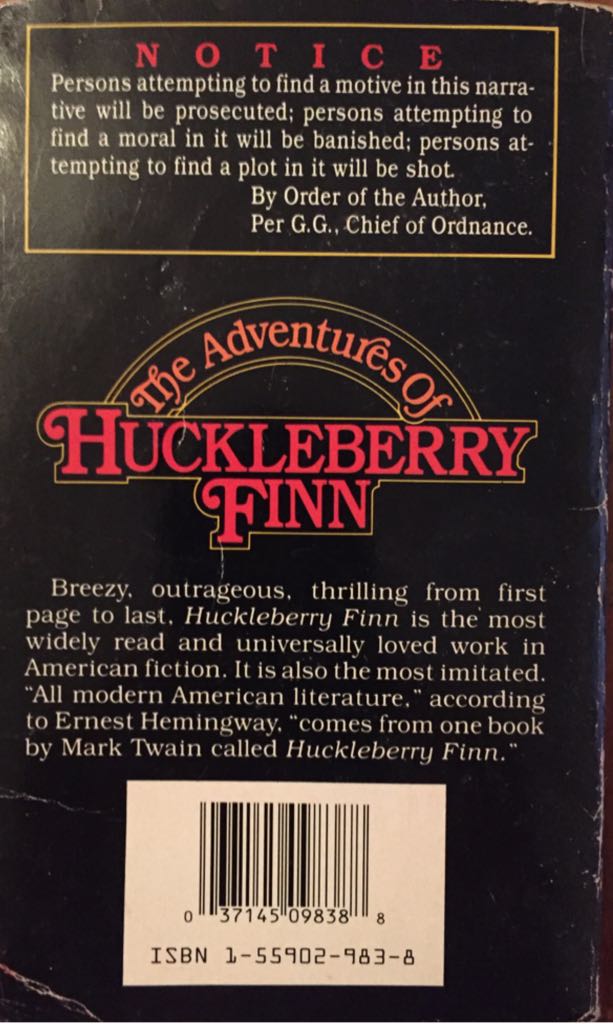 NOTICE
Persons attempting to find a motive in this narra-
tive will be prosecuted; persons attempting to
find a moral in it will be banished; persons at-
tempting to find a plot in it will be shot.
By Order of the Author,
Per G.G., Chief of Ordnance.
The Adventures Of
HUCKLEBERRY
FINN
Breezy, outrageous, thrilling from first
page to last, Huckleberry Finn is the most
widely read and universally loved work in
American fiction. It is also the most imitated.
"All modern American literature," according
to Ernest Hemingway, "comes from one book
by Mark Twain called Huckleberry Finn."
0 37145 09838 8
ISBN 1-55902-983-8